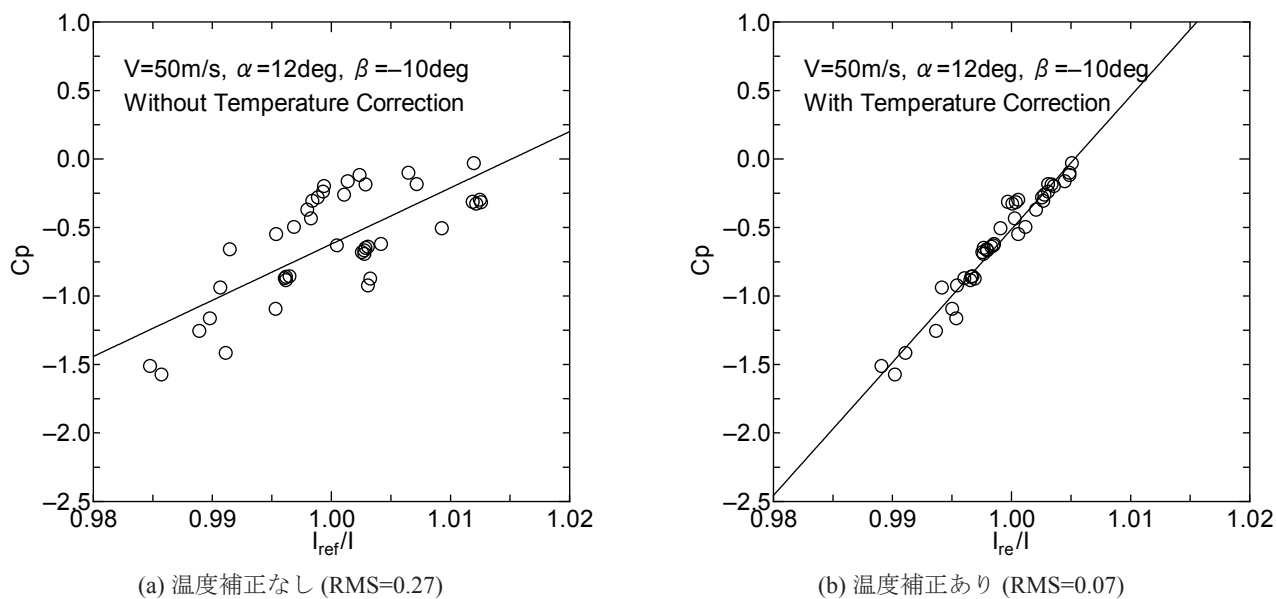 1.0
V=50m/s, α=12deg, β=–10deg
0.5
Without Temperature Correction
0.0
Cp
–0.5
–1.0
–1.5
–2.0
–2.5
0.98 0.99 1.00 1.01 1.02
Iref/I
(a) 温度補正なし (RMS=0.27)
1.0
V=50m/s, α=12deg, β=–10deg
0.5
With Temperature Correction
0.0
Cp
–0.5
–1.0
–1.5
–2.0
–2.5
0.98 0.99 1.00 1.01 1.02
Ire/I
(b) 温度補正あり (RMS=0.07)